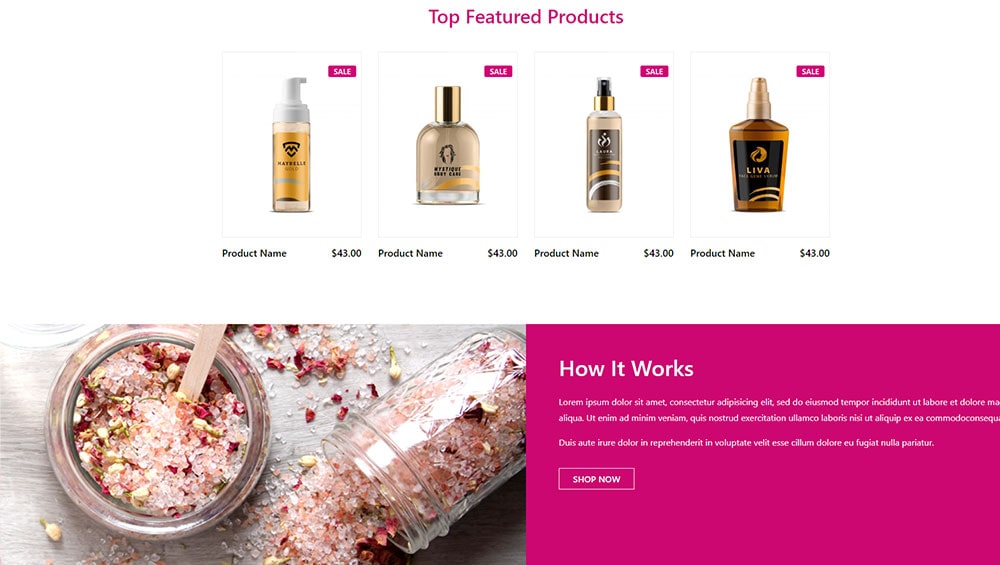 Top Featured Products
SALE
SALE
SALE
SALE
MAYBELLE
GOLD
MYSTIQUE
BODY CARE
LAURA
LIVA
Product Name $43.00
Product Name $43.00
Product Name $43.00
Product Name $43.00
How It Works
Lorem ipsum dolor sit amet, consectetur adipisicing elit, sed do eiusmod tempor incididunt ut labore et dolore ma
aliqua. Ut enim ad minim veniam, quis nostrud exercitation ullamco laboris nisi ut aliquip ex ea commodoconsequa
Duis aute irure dolor in reprehenderit in voluptate velit esse cillum dolore eu fugiat nulla pariatur.
SHOP NOW